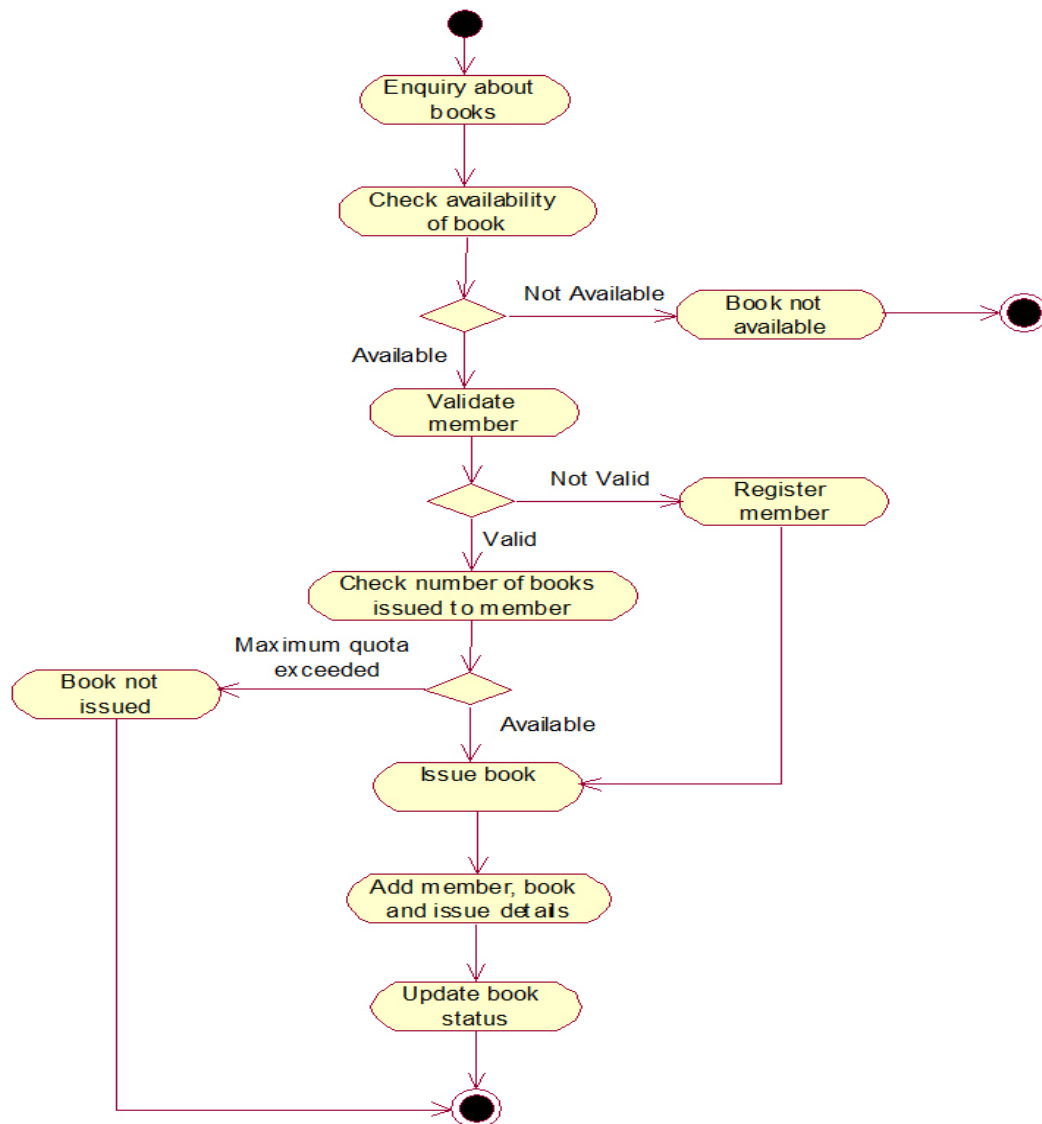 Enquiry about
books
Check availability
of book
Not Available
Book not
available
Available
Validate
member
Not Valid
Register
member
Valid
Check number of books
issued to member
Maximum quota
exceeded
Book not
issued
Available
Issue book
Add member, book
and issue details
Update book
status